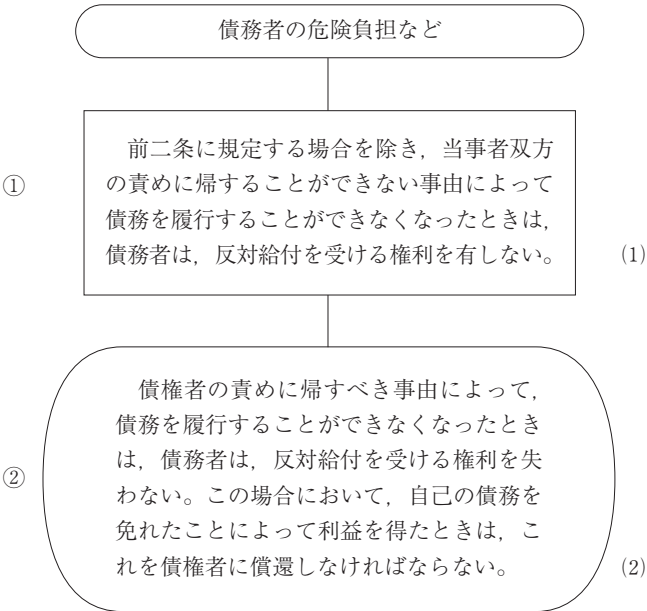 債務者の危険負担など
①
前二条に規定する場合を除き，当事者双方
の責めに帰することができない事由によって
債務を履行することができなくなったときは，
債務者は，反対給付を受ける権利を有しない。
(1)
②
債権者の責めに帰すべき事由によって，
債務を履行することができなくなったとき
は，債務者は，反対給付を受ける権利を失
わない。この場合において，自己の債務を
免れたことによって利益を得たときは，こ
れを債権者に償還しなければならない。
(2)